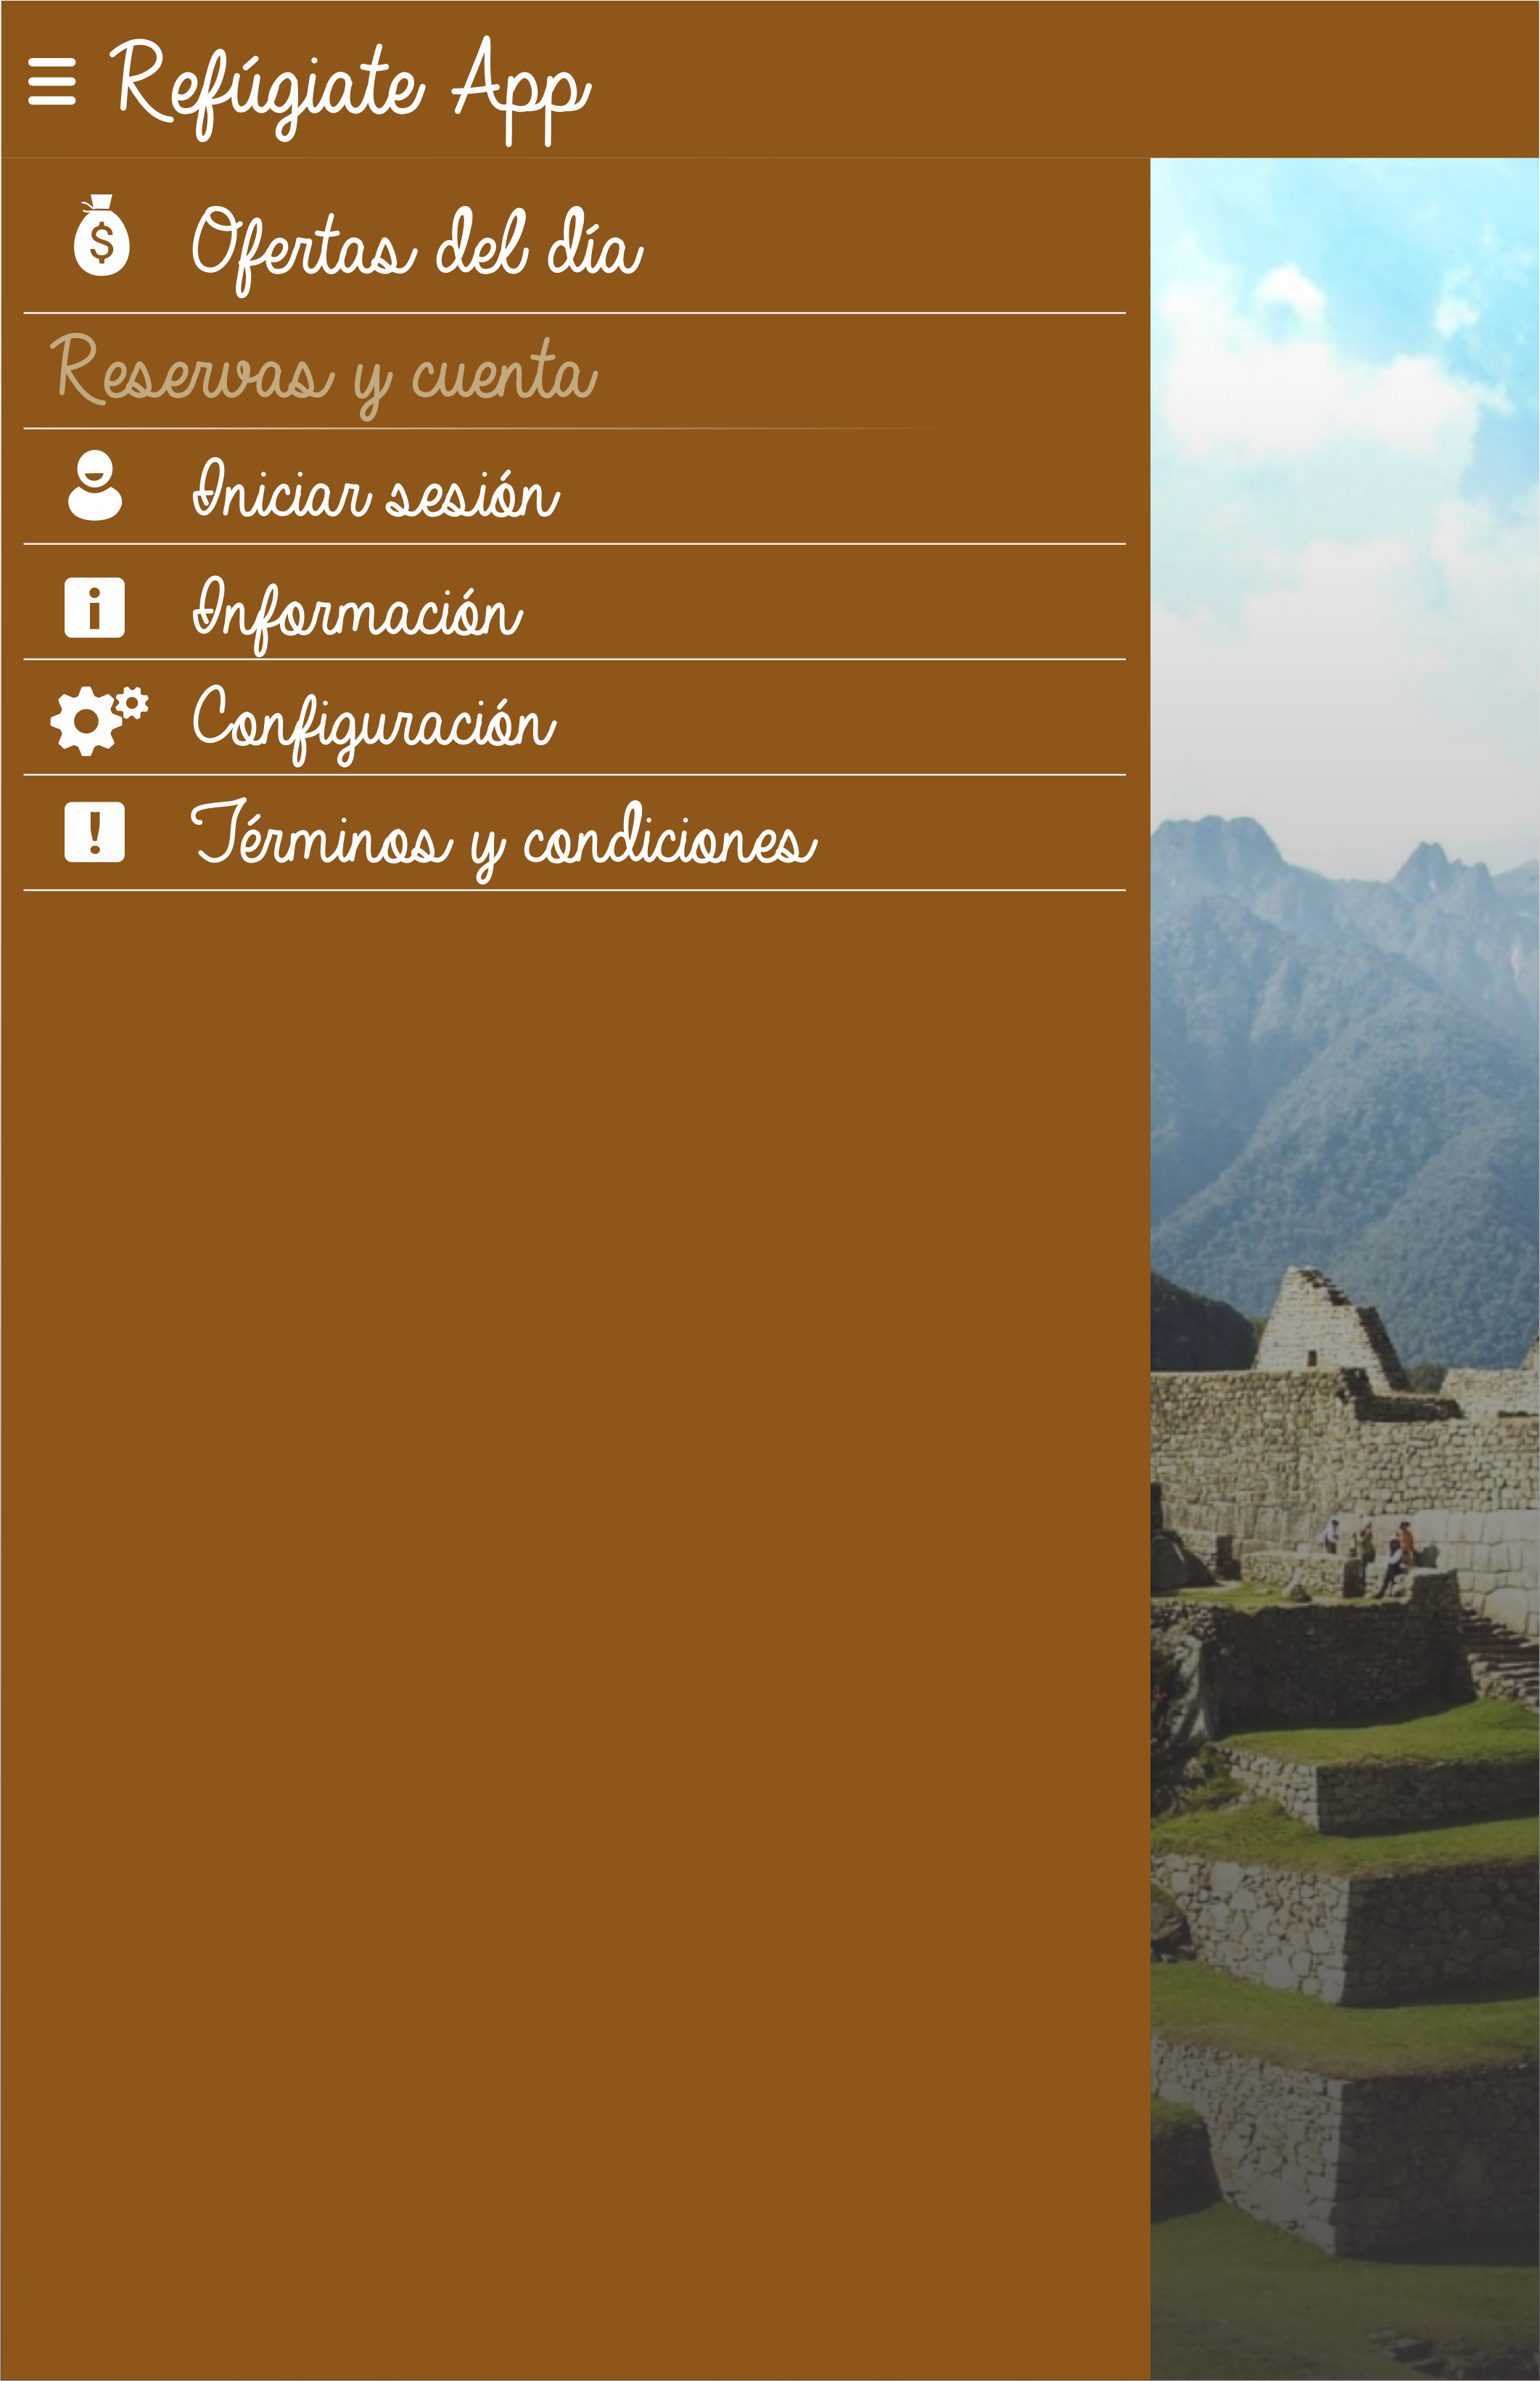 Refúgiate App
$
Ofertas del día
Reservas y cuenta
Iniciar sesión
i
Información
Configuración
!
Términos y condiciones